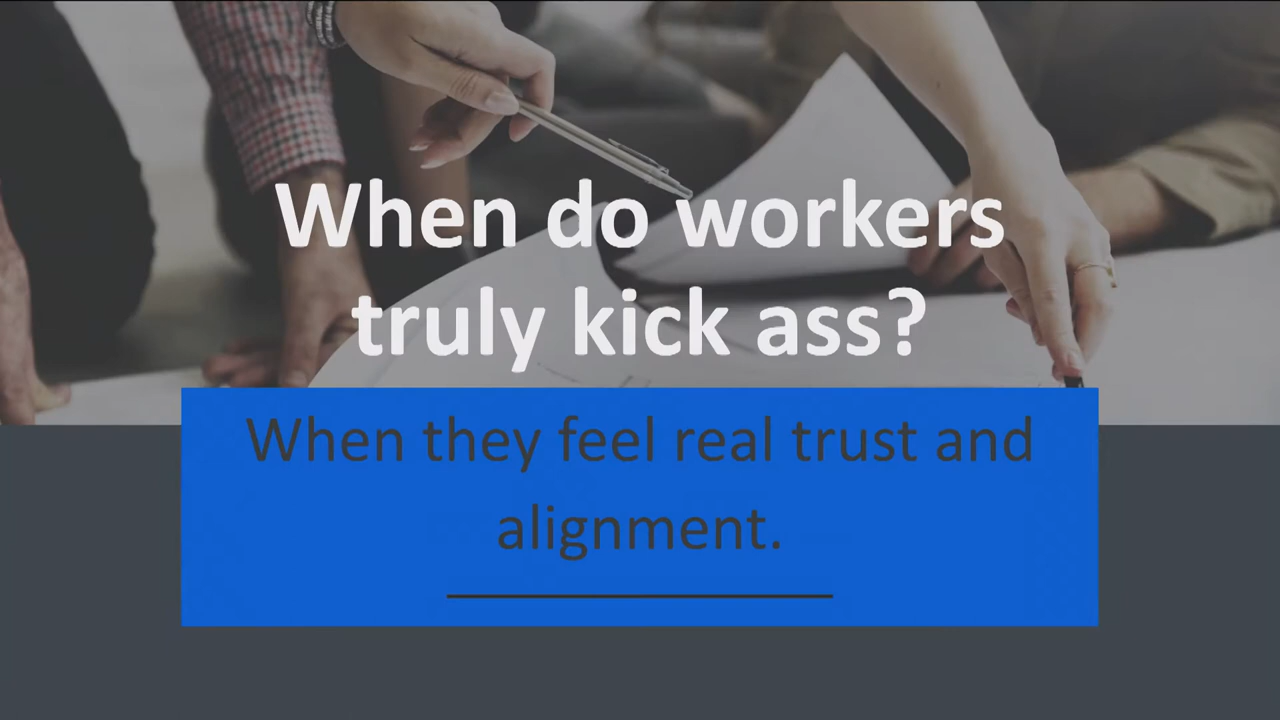 When do workers
truly kick ass?
When they feel real trust and
alignment.